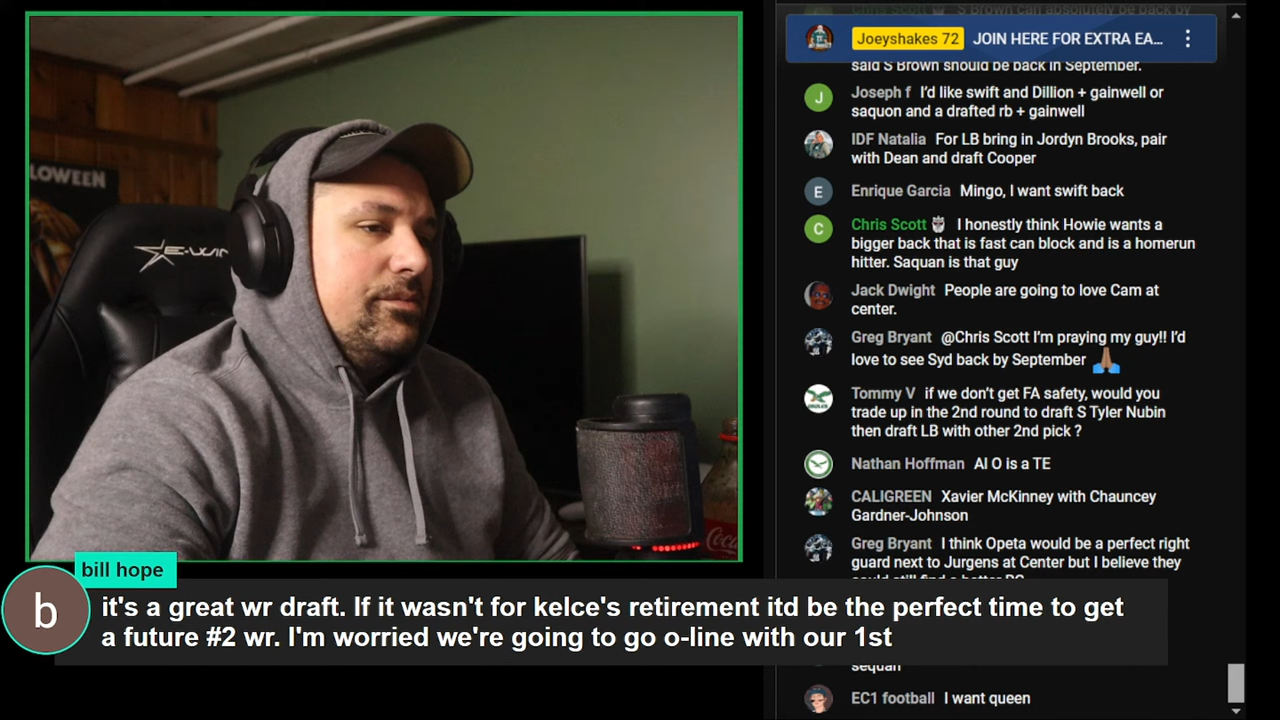 S Brown can absolutely be back by
Joeyshakes 72 JOIN HERE FOR EXTRA EA...
said S Brown should be back in September.
Joseph f I'd like swift and Dillion + gainwell or
saquon and a drafted rb + gainwell
IDF Natalia For LB bring in Jordyn Brooks, pair
with Dean and draft Cooper
Enrique Garcia Mingo, I want swift back
Chris Scott I honestly think Howie wants a
bigger back that is fast can block and is a homerun
hitter. Saquan is that guy
Jack Dwight People are going to love Cam at
center.
Greg Bryant @Chris Scott I'm praying my guy!! I'd
love to see Syd back by September
Tommy V if we don't get FA safety, would you
trade up in the 2nd round to draft S Tyler Nubin
then draft LB with other 2nd pick ?
Nathan Hoffman Al O is a TE
CALIGREEN Xavier McKinney with Chauncey
Gardner-Johnson
Greg Bryant I think Opeta would be a perfect right
guard next to Jurgens at Center but I believe they
sequan
EC1 football I want queen
LOWEEN
E-WIN
Coca
bill hope
b
it's a great wr draft. If it wasn't for kelce's retirement itd be the perfect time to get
a future #2 wr. I'm worried we're going to go o-line with our 1st